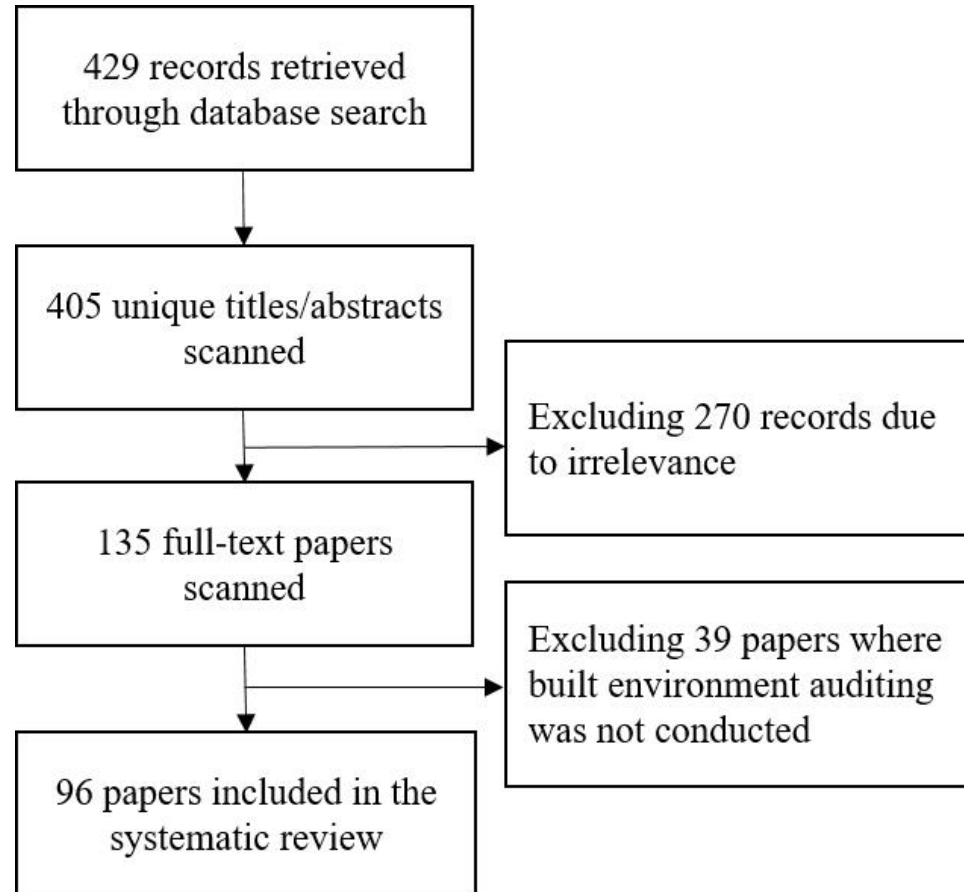 429 records retrieved
through database search
405 unique titles/abstracts
scanned
Excluding 270 records due
to irrelevance
135 full-text papers
scanned
Excluding 39 papers where
built environment auditing
was not conducted
96 papers included in the
systematic review